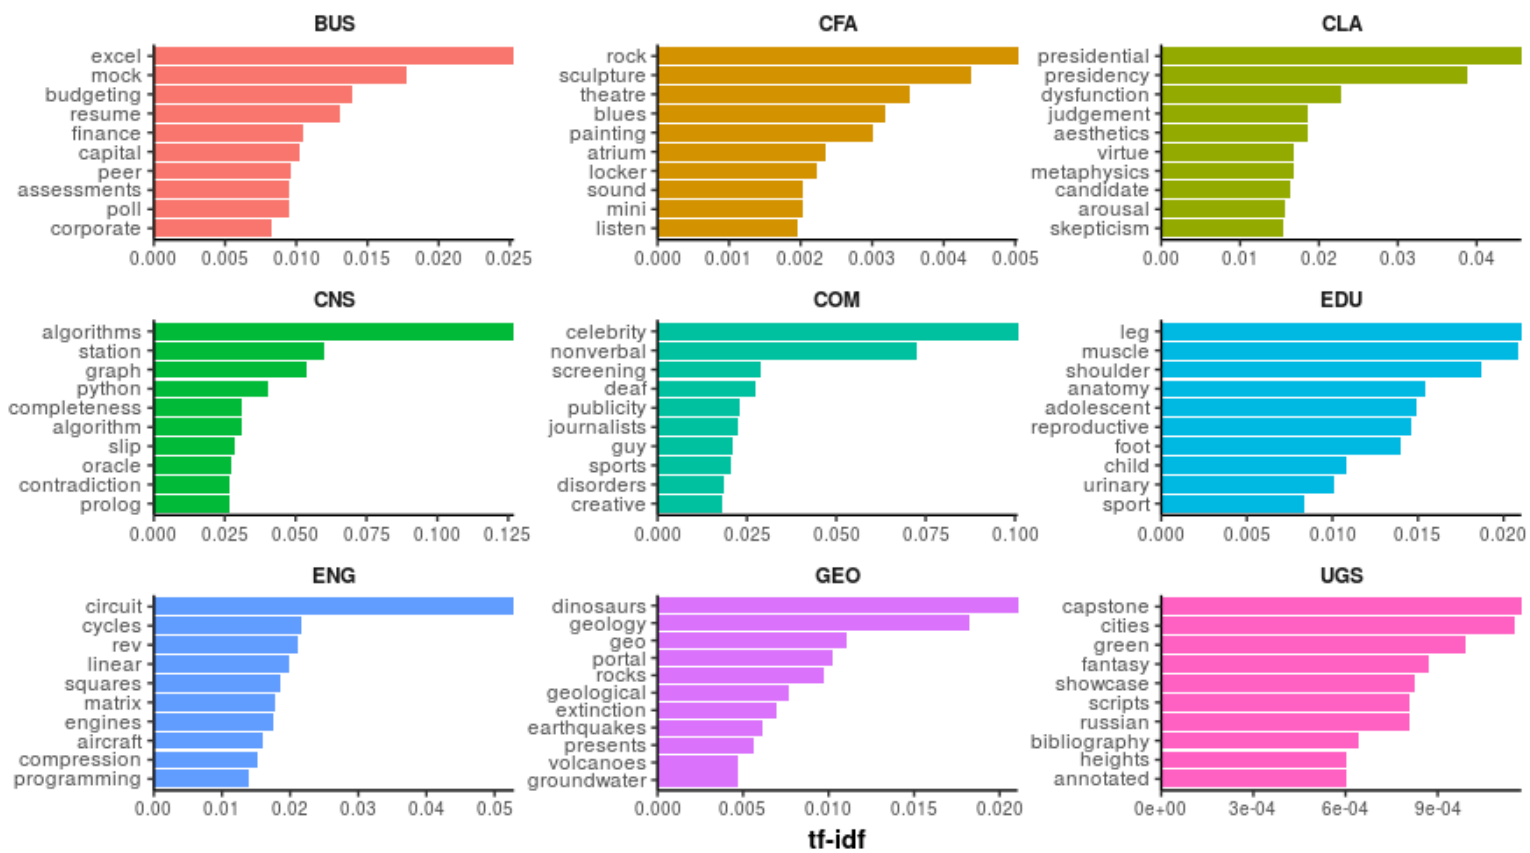 BUS
excel
mock
budgeting
resume
finance
capital
peer
assessments
poll
corporate
0.000 0.005 0.010 0.015 0.020 0.025
CFA
rock
sculpture
theatre
blues
painting
atrium
locker
sound
mini
listen
0.000 0.001 0.002 0.003 0.004 0.005
CLA
presidential
presidency
dysfunction
judgement
aesthetics
virtue
metaphysics
candidate
arousal
skepticism
0.00 0.01 0.02 0.03 0.04
CNS
algorithms
station
graph
python
completeness
algorithm
slip
oracle
contradiction
prolog
0.000 0.025 0.050 0.075 0.100 0.125
COM
celebrity
nonverbal
screening
deaf
publicity
journalists
guy
sports
disorders
creative
0.000 0.025 0.050 0.075 0.100
EDU
leg
muscle
shoulder
anatomy
adolescent
reproductive
foot
child
urinary
sport
0.000 0.005 0.010 0.015 0.020
ENG
circuit
cycles
rev
linear
squares
matrix
engines
aircraft
compression
programming
0.00 0.01 0.02 0.03 0.04 0.05
GEO
dinosaurs
geology
geo
portal
rocks
geological
extinction
earthquakes
presents
volcanoes
groundwater
0.000 0.005 0.010 0.015 0.020
UGS
capstone
cities
green
fantasy
showcase
scripts
russian
bibliography
heights
annotated
0e+00 3e-04 6e-04 9e-04
tf-idf